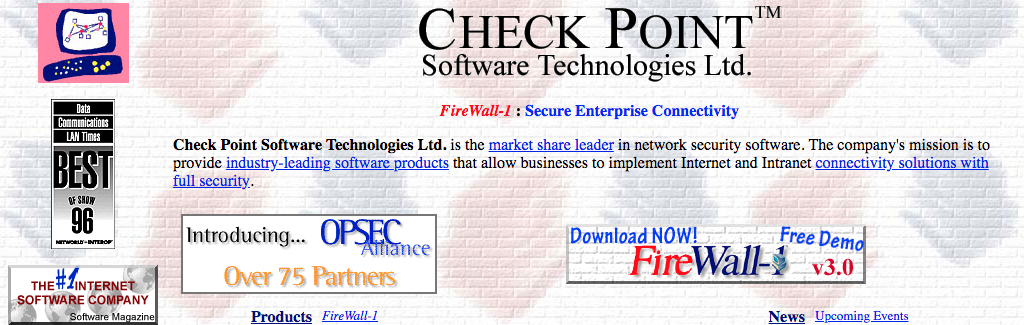 CHECK POINT™
Software Technologies Ltd.
FireWall-1 : Secure Enterprise Connectivity
Data
Communications
LAN Times
BEST
OF SHOW
96
NETWORLD+INTEROP
Check Point Software Technologies Ltd. is the market share leader in network security software. The company's mission is to
provide industry-leading software products that allow businesses to implement Internet and Intranet connectivity solutions with
full security.
Introducing... OPSEC
Alliance
Over 75 Partners
Download NOW! Free Demo
FireWall-1 v3.0
THE #1 INTERNET
SOFTWARE COMPANY
Software Magazine
Products FireWall-1
News Upcoming Events